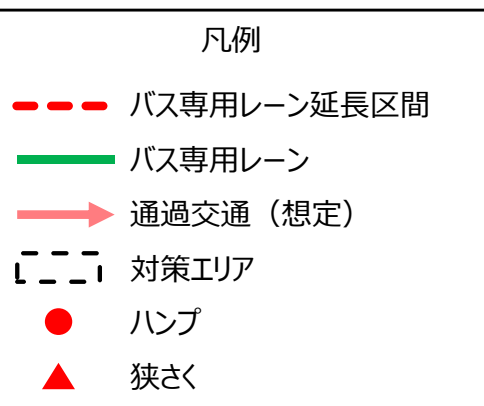 凡例
バス専用レーン延長区間
バス専用レーン
通過交通（想定）
対策エリア
ハンプ
狭さく